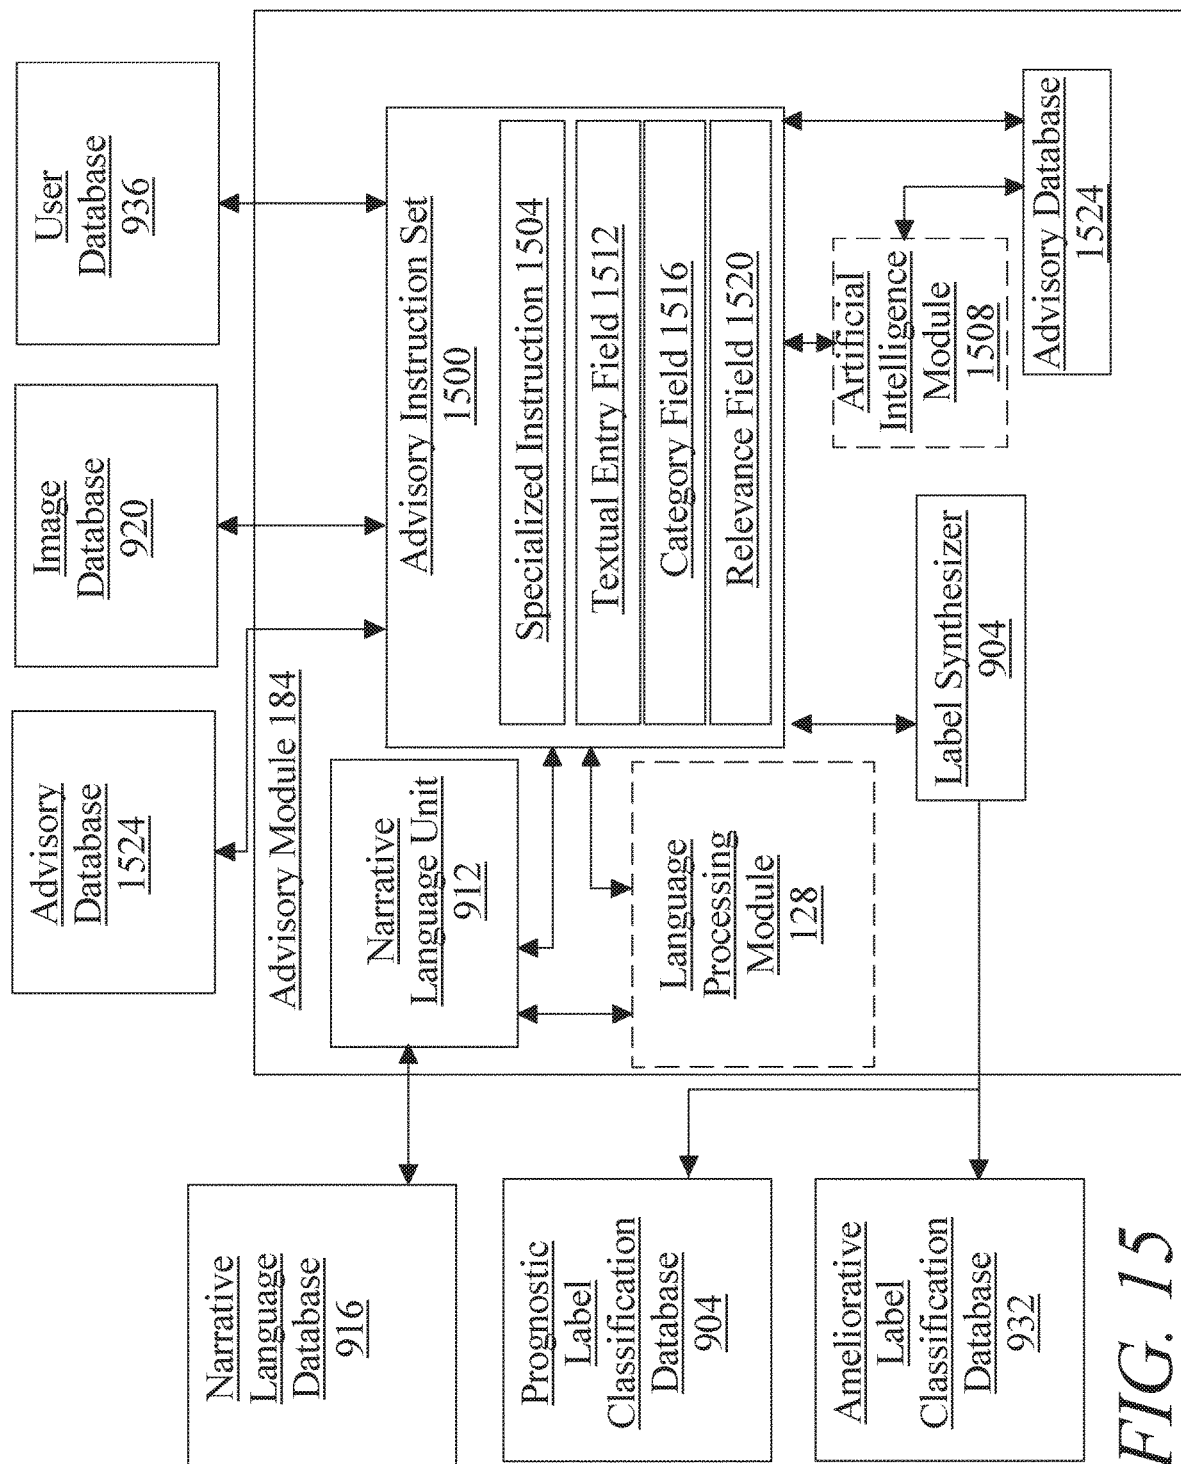 Advisory
Database
1524
Image
Database
920
User
Database
936
Advisory Module 184
Narrative
Language
Database
916
Narrative
Language Unit
912
Advisory Instruction Set
1500
Specialized Instruction 1504
Textual Entry Field 1512
Category Field 1516
Relevance Field 1520
Prognostic
Label
Classification
Database
904
Language
Processing
Module
128
Ameliorative
Label
Classification
Database
932
Label Synthesizer
904
Artificial
Intelligence
Module
1508
Advisory Database
1524
FIG. 15